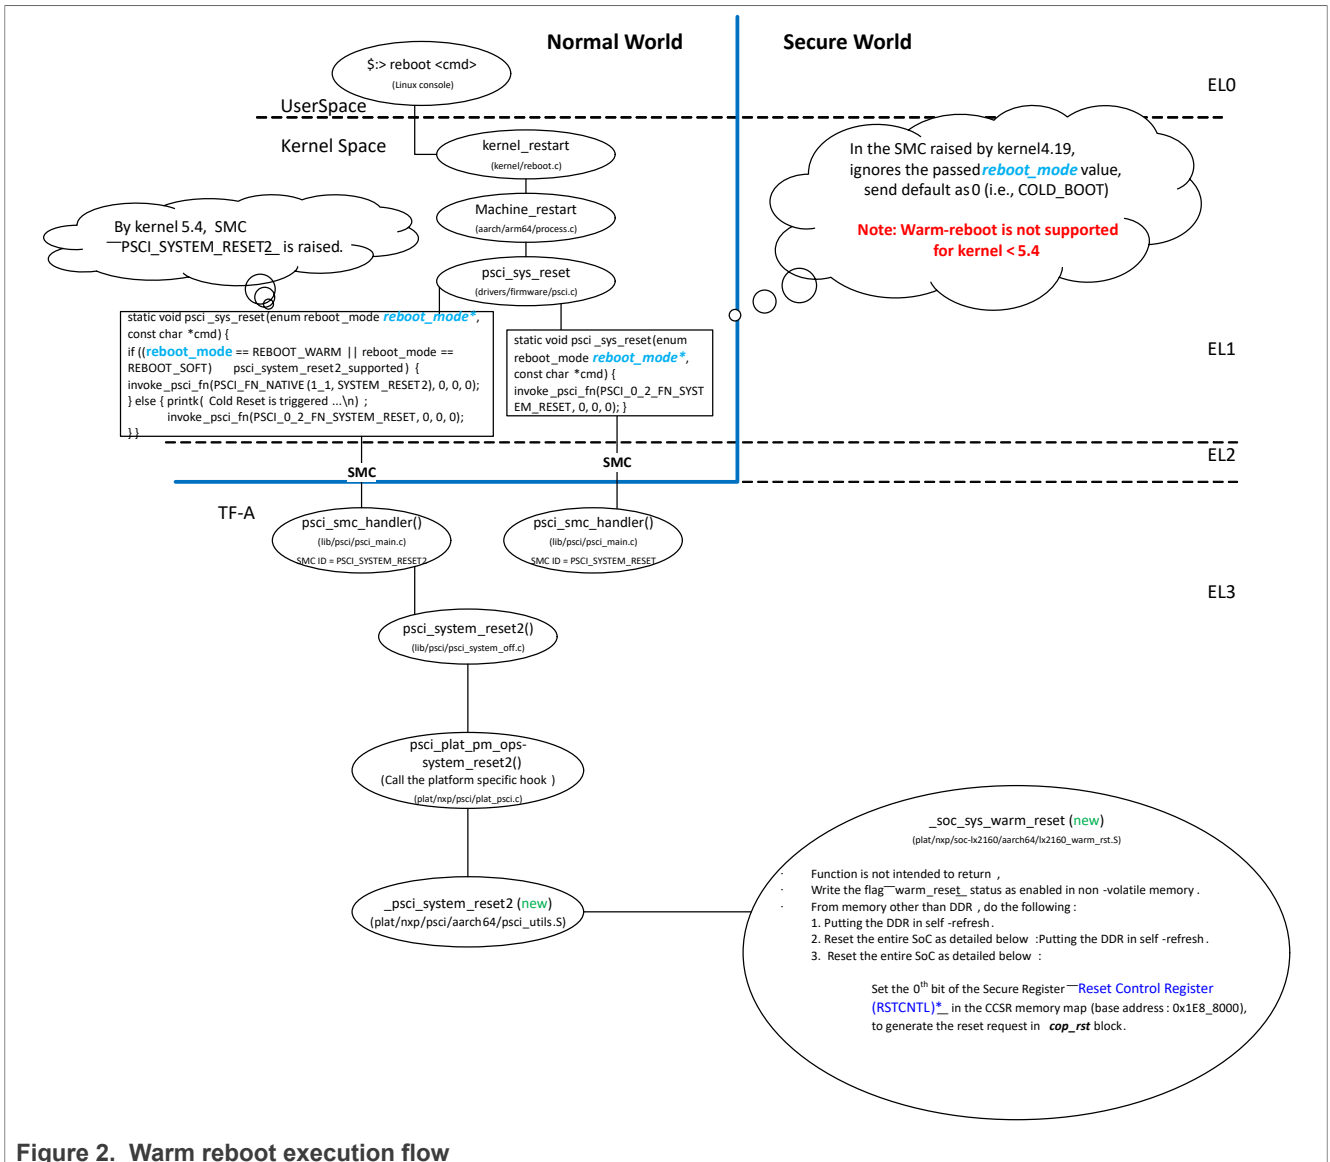 Normal World
Secure World
$:> reboot <cmd>
(Linux console)
EL0
UserSpace
Kernel Space
kernel_restart
(kernel/reboot.c)
In the SMC raised by kernel4.19,
ignores the passed reboot_mode value,
send default as 0 (i.e., COLD_BOOT)
Note: Warm-reboot is not supported
for kernel < 5.4
Machine_restart
(aarch/arm64/process.c)
By kernel 5.4, SMC
―PSCI_SYSTEM_RESET2_ is raised.
psci_sys_reset
(drivers/firmware/psci.c)
static void psci_sys_reset(enum reboot_mode reboot_mode*,
const char *cmd) {
if ((reboot_mode == REBOOT_WARM || reboot_mode ==
REBOOT_SOFT) psci_system_reset2_supported) {
invoke_psci_fn(PSCI_FN_NATIVE(1_1, SYSTEM_RESET2), 0, 0, 0);
} else { printk( Cold Reset is triggered ...\n) ;
invoke_psci_fn(PSCI_0_2_FN_SYSTEM_RESET, 0, 0, 0);
} }
static void psci_sys_reset(enum
reboot_mode reboot_mode*,
const char *cmd) {
invoke_psci_fn(PSCI_0_2_FN_SYST
EM_RESET, 0, 0, 0); }
EL1
EL2
SMC
SMC
TF-A
psci_smc_handler()
(lib/psci/psci_main.c)
SMC ID = PSCI_SYSTEM_RESET2
psci_smc_handler()
(lib/psci/psci_main.c)
SMC ID = PSCI_SYSTEM_RESET
EL3
psci_system_reset2()
(lib/psci/psci_system_off.c)
psci_plat_pm_ops-
system_reset2()
(Call the platform specific hook )
(plat/nxp/psci/plat_psci.c)
_psci_system_reset2 (new)
(plat/nxp/psci/aarch64/psci_utils.S)
_soc_sys_warm_reset (new)
(plat/nxp/soc-lx2160/aarch64/lx2160_warm_rst.S)
· Function is not intended to return ,
· Write the flag―warm_reset_ status as enabled in non -volatile memory .
· From memory other than DDR , do the following :
1. Putting the DDR in self -refresh .
2. Reset the entire SoC as detailed below :Putting the DDR in self -refresh .
3. Reset the entire SoC as detailed below :
Set the 0th bit of the Secure Register―Reset Control Register
(RSTCNTL)*_ in the CCSR memory map (base address : 0x1E8_8000),
to generate the reset request in cop_rst block.
Figure 2. Warm reboot execution flow